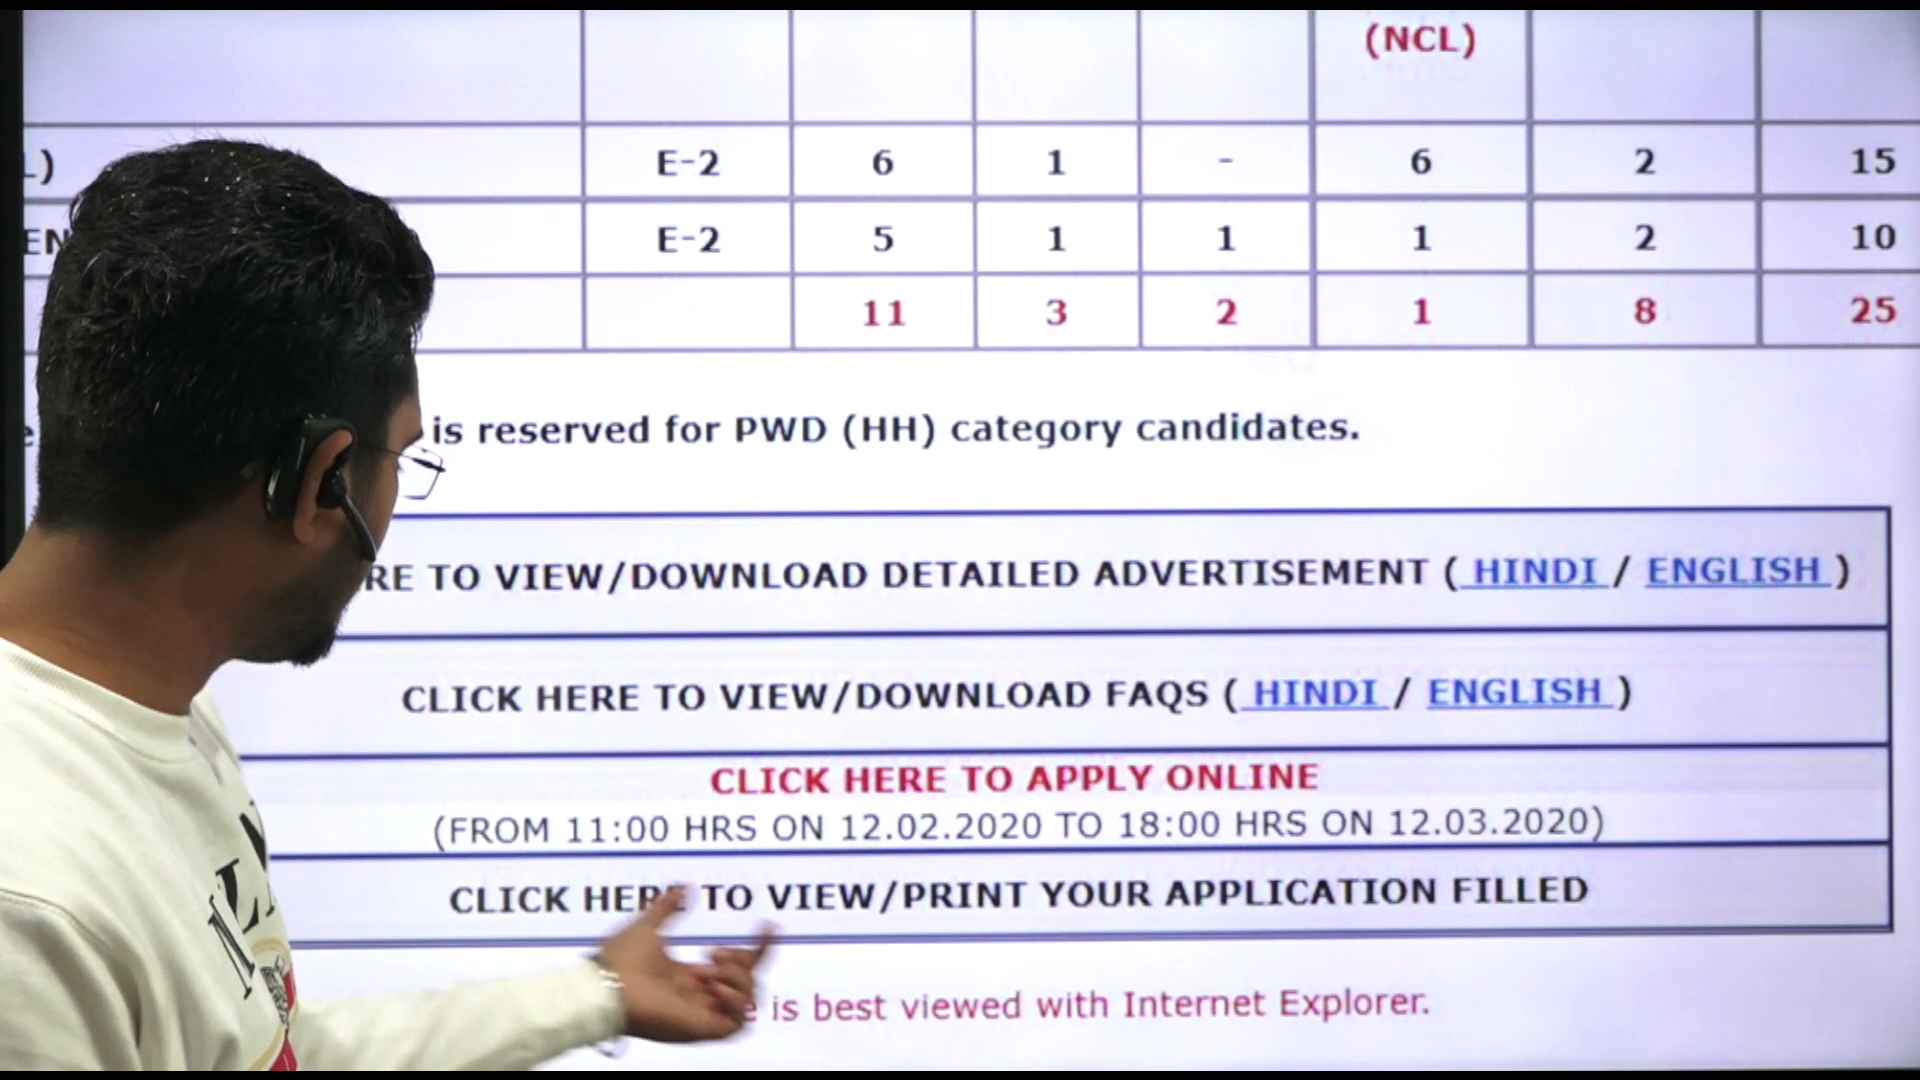 (NCL)
L) E-2 6 1 - 6 2 15
EN E-2 5 1 1 1 2 10
11 3 2 1 8 25
is reserved for PWD (HH) category candidates.
RE TO VIEW/DOWNLOAD DETAILED ADVERTISEMENT ( HINDI / ENGLISH )
CLICK HERE TO VIEW/DOWNLOAD FAQS ( HINDI / ENGLISH )
CLICK HERE TO APPLY ONLINE
(FROM 11:00 HRS ON 12.02.2020 TO 18:00 HRS ON 12.03.2020)
CLICK HERE TO VIEW/PRINT YOUR APPLICATION FILLED
is best viewed with Internet Explorer.